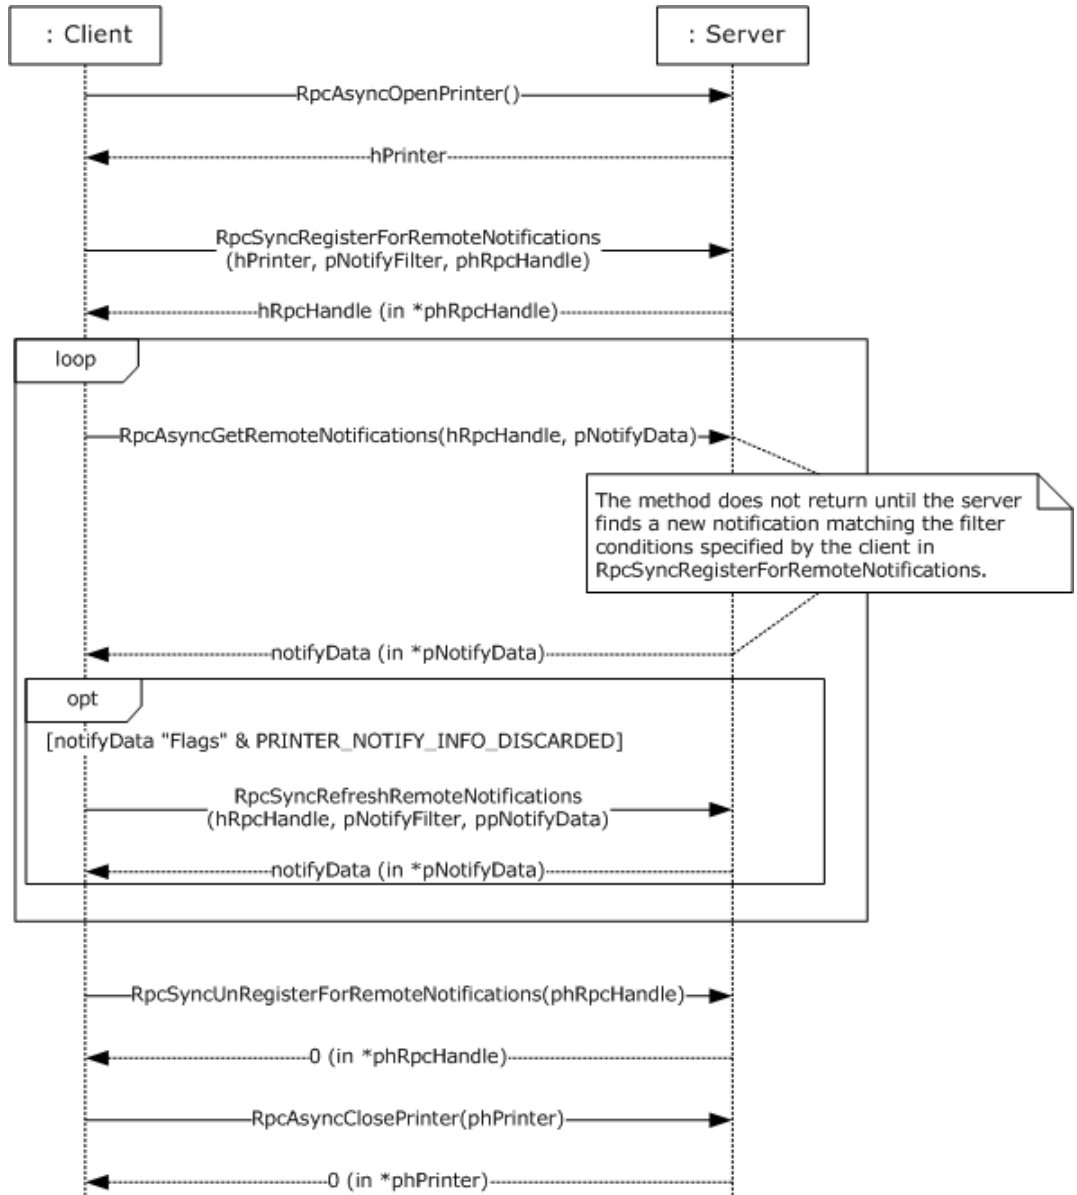 : Client
: Server
RpcAsyncOpenPrinter()
hPrinter
RpcSyncRegisterForRemoteNotifications
(hPrinter, pNotifyFilter, phRpcHandle)
hRpcHandle (in *phRpcHandle)
loop
RpcAsyncGetRemoteNotifications(hRpcHandle, pNotifyData)
The method does not return until the server
finds a new notification matching the filter
conditions specified by the client in
RpcSyncRegisterForRemoteNotifications.
notifyData (in *pNotifyData)
opt
[notifyData "Flags" & PRINTER_NOTIFY_INFO_DISCARDED]
RpcSyncRefreshRemoteNotifications
(hRpcHandle, pNotifyFilter, ppNotifyData)
notifyData (in *pNotifyData)
RpcSyncUnRegisterForRemoteNotifications(phRpcHandle)
0 (in *phRpcHandle)
RpcAsyncClosePrinter(phPrinter)
0 (in *phPrinter)